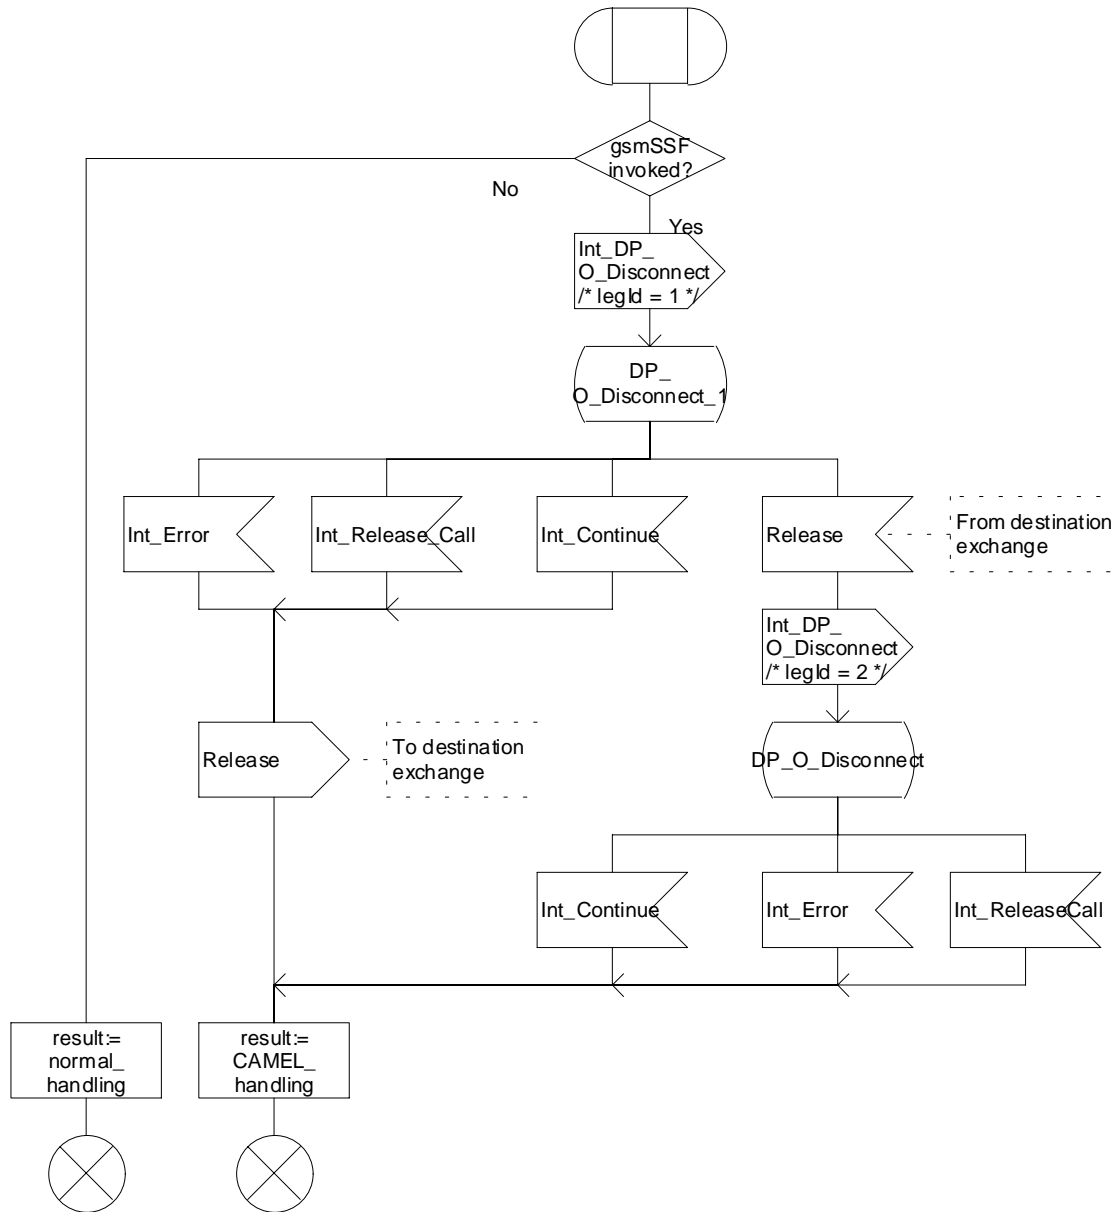 gsmSSF
invoked?
No
Yes
Int_DP_
O_Disconnect
/* legId = 1 */
DP_
O_Disconnect_1
Int_Error
Int_Release_Call
Int_Continue
Release
From destination
exchange
Int_DP_
O_Disconnect
/* legId = 2 */
Release
To destination
exchange
DP_O_Disconnect
Int_Continue
Int_Error
Int_ReleaseCall
result:=
normal_
handling
result:=
CAMEL_
handling